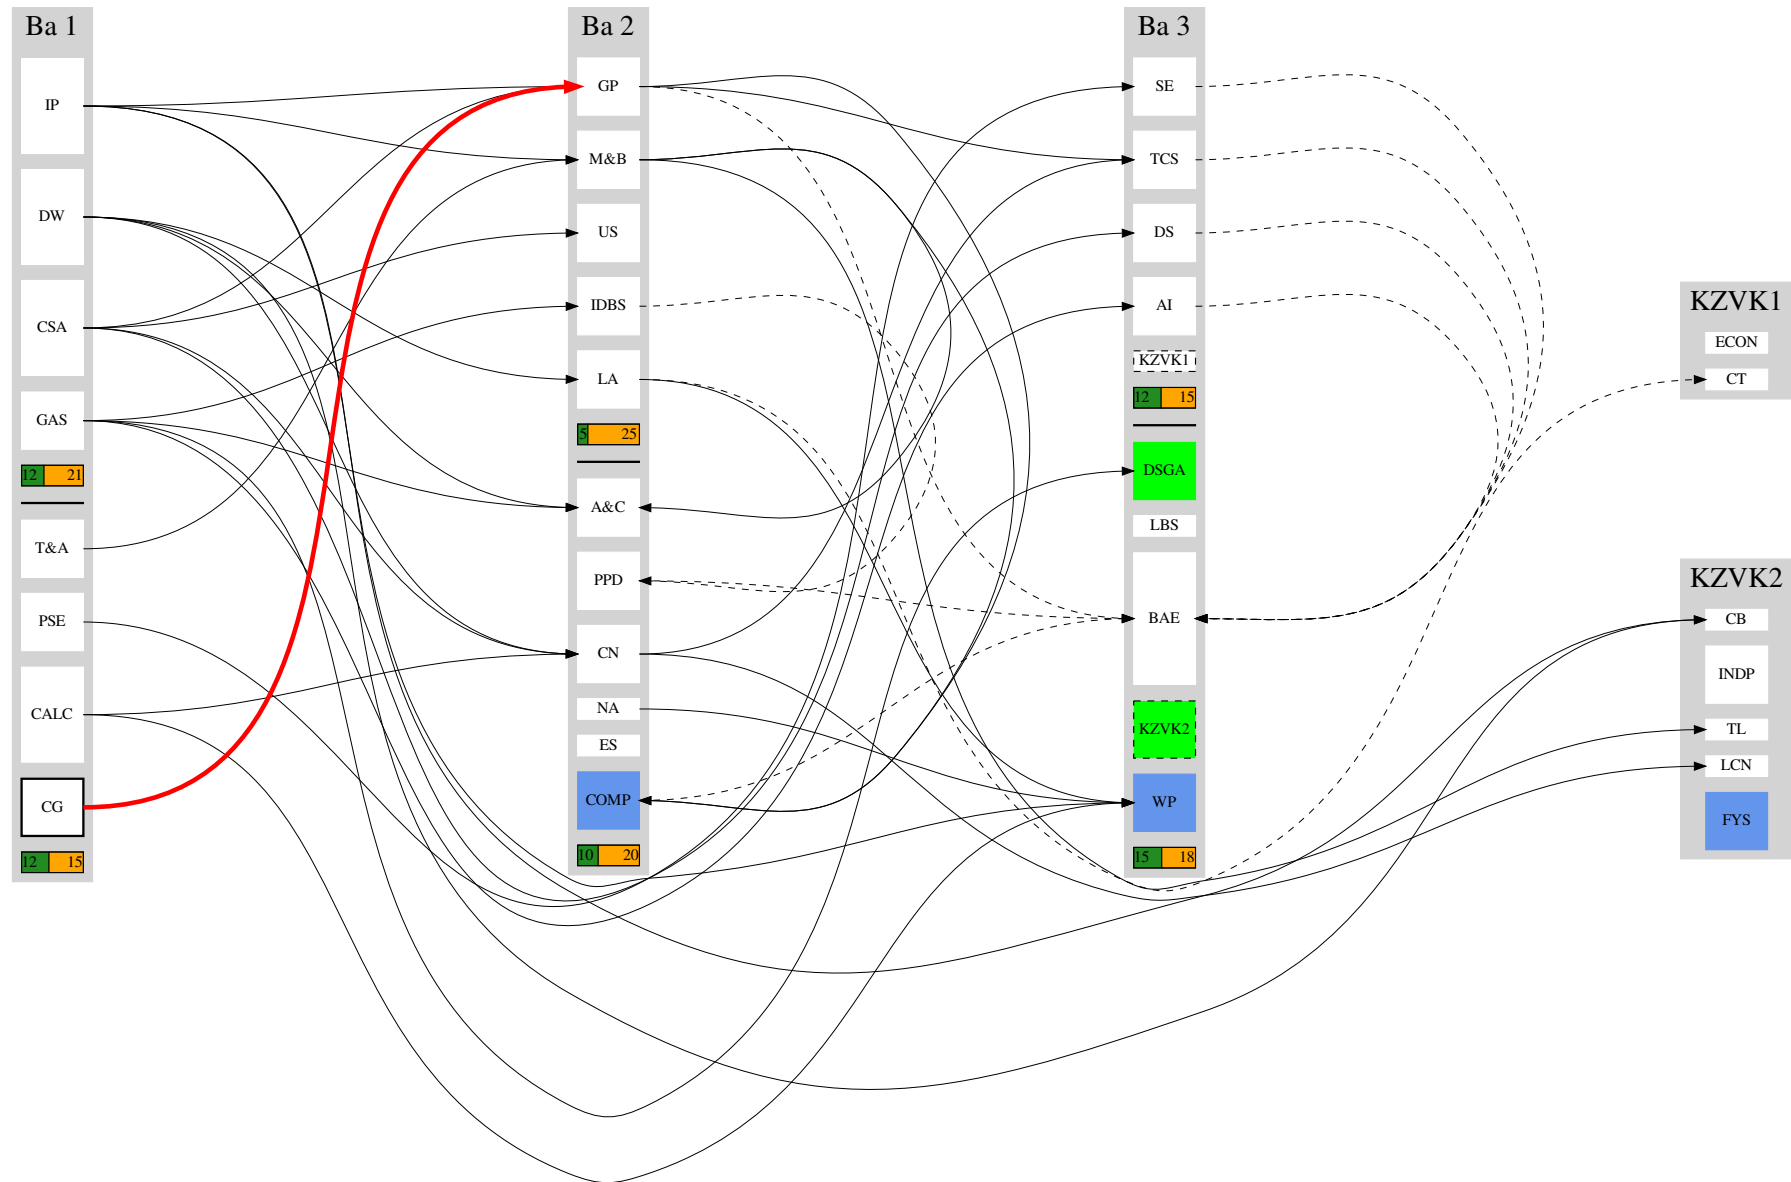 Ba 1
IP
DW
CSA
GAS
12 21
T&A
PSE
CALC
CG
12 15
Ba 2
GP
M&B
US
IDBS
LA
5 25
A&C
PPD
CN
NA
ES
COMP
10 20
Ba 3
SE
TCS
DS
AI
KZVK1
12 15
DSGA
LBS
BAE
KZVK2
WP
15 18
KZVK1
ECON
CT
KZVK2
CB
INDP
TL
LCN
FYS